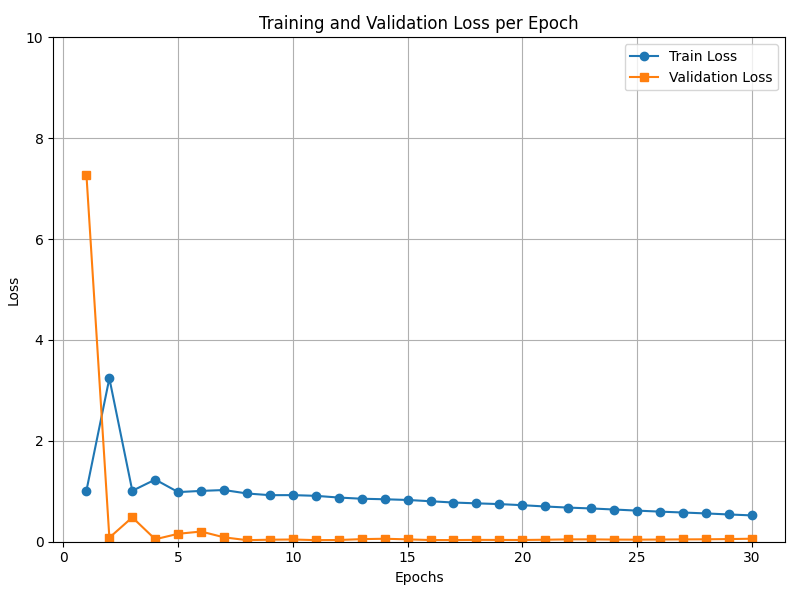 Training and Validation Loss per Epoch
Train Loss
Validation Loss
10
8
6
4
2
0
Loss
0 5 10 15 20 25 30
Epochs